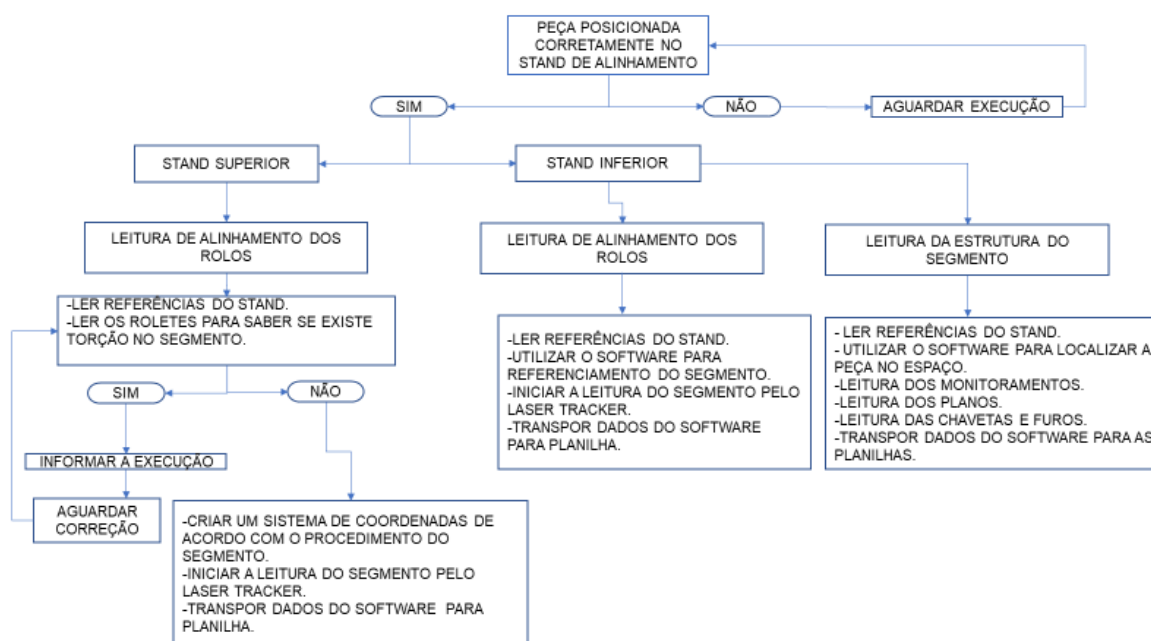 PEÇA POSICIONADA
CORRETAMENTE NO
STAND DE ALINHAMENTO
SIM
NÃO
AGUARDAR EXECUÇÃO
STAND SUPERIOR
STAND INFERIOR
LEITURA DE ALINHAMENTO DOS
ROLOS
LEITURA DE ALINHAMENTO DOS
ROLOS
LEITURA DA ESTRUTURA DO
SEGMENTO
-LER REFERÊNCIAS DO STAND.
-LER OS ROLETES PARA SABER SE EXISTE
TORÇÃO NO SEGMENTO.
-LER REFERÊNCIAS DO STAND.
-UTILIZAR O SOFTWARE PARA
REFERENCIAMENTO DO SEGMENTO.
-INICIAR A LEITURA DO SEGMENTO PELO
LASER TRACKER.
-TRANSPOR DADOS DO SOFTWARE
PARA PLANILHA.
- LER REFERÊNCIAS DO STAND.
- UTILIZAR O SOFTWARE PARA LOCALIZAR A
PEÇA NO ESPAÇO.
-LEITURA DOS MONITORAMENTOS.
-LEITURA DOS PLANOS.
-LEITURA DAS CHAVETAS E FUROS.
-TRANSPOR DADOS DO SOFTWARE PARA AS
PLANILHAS.
SIM
NÃO
INFORMAR A EXECUÇÃO
AGUARDAR
CORREÇÃO
-CRIAR UM SISTEMA DE COORDENADAS DE
ACORDO COM O PROCEDIMENTO DO
SEGMENTO.
-INICIAR A LEITURA DO SEGMENTO PELO
LASER TRACKER.
-TRANSPOR DADOS DO SOFTWARE PARA
PLANILHA.